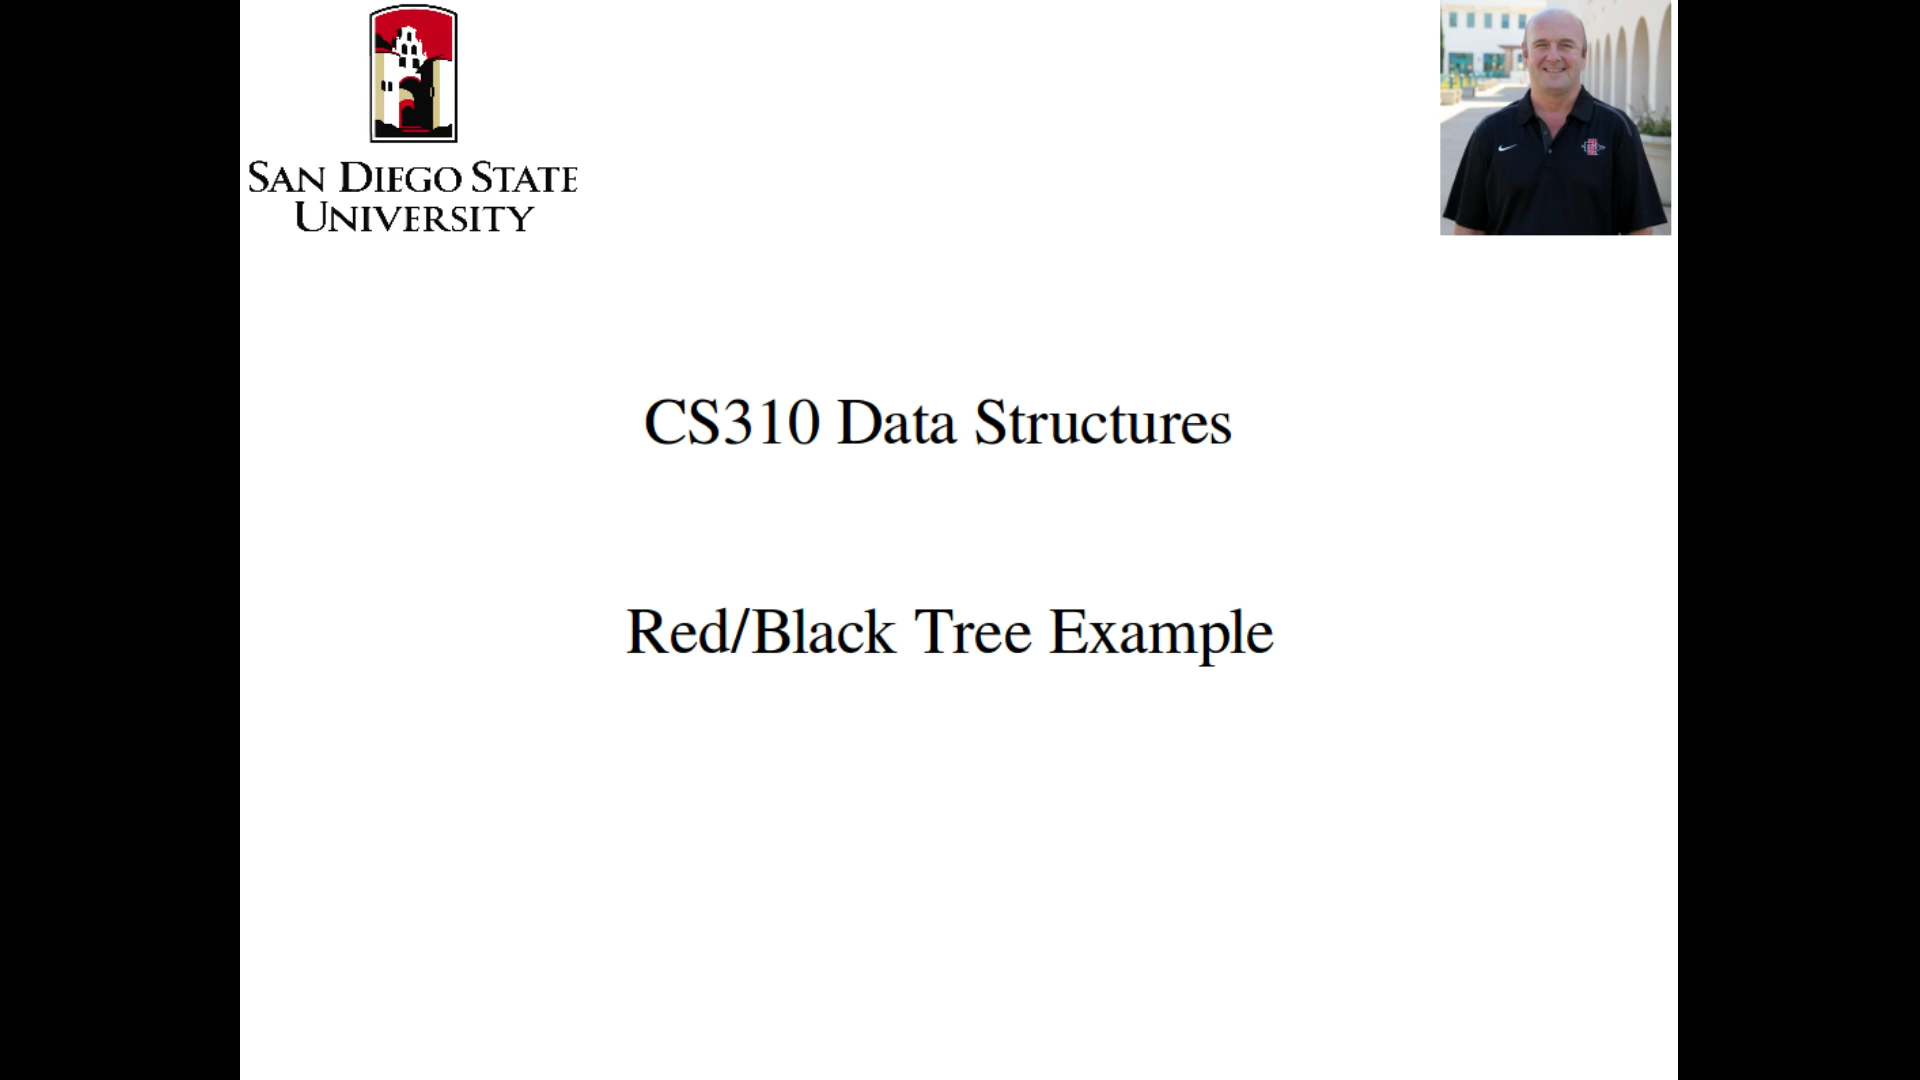 SAN DIEGO STATE
UNIVERSITY
CS310 Data Structures
Red/Black Tree Example